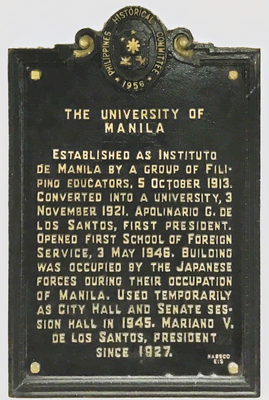 PHILIPPINES HISTORICAL COMMITTEE
1956
THE UNIVERSITY OF
MANILA
ESTABLISHED AS INSTITUTO
DE MANILA BY A GROUP OF FILI-
PINO EDUCATORS, 5 OCTOBER 1913.
CONVERTED INTO A UNIVERSITY, 3
NOVEMBER 1921. APOLINARIO G. DE
LOS SANTOS, FIRST PRESIDENT.
OPENED FIRST SCHOOL OF FOREIGN
SERVICE, 3 MAY 1946. BUILDING
WAS OCCUPIED BY THE JAPANESE
FORCES DURING THEIR OCCUPATION
OF MANILA. USED TEMPORARILY
AS CITY HALL AND SENATE SES-
SION HALL IN 1945. MARIANO V.
DE LOS SANTOS, PRESIDENT
SINCE 1927.
NASSCO